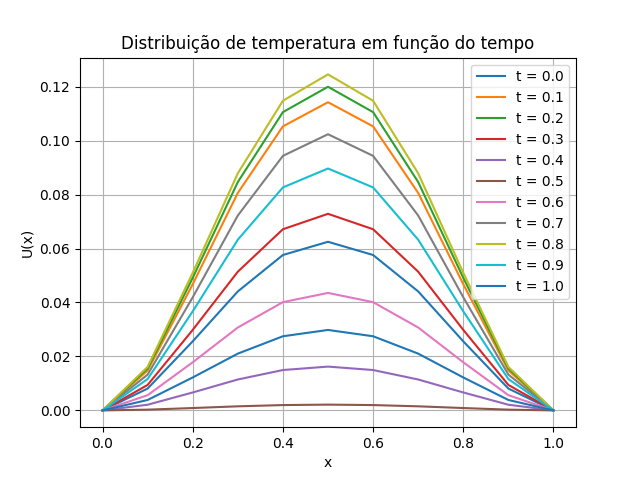 Distribuição de temperatura em função do tempo
U(x)
0.12
0.10
0.08
0.06
0.04
0.02
0.00
0.0
0.2
0.4
0.6
0.8
1.0
x
t = 0.0
t = 0.1
t = 0.2
t = 0.3
t = 0.4
t = 0.5
t = 0.6
t = 0.7
t = 0.8
t = 0.9
t = 1.0